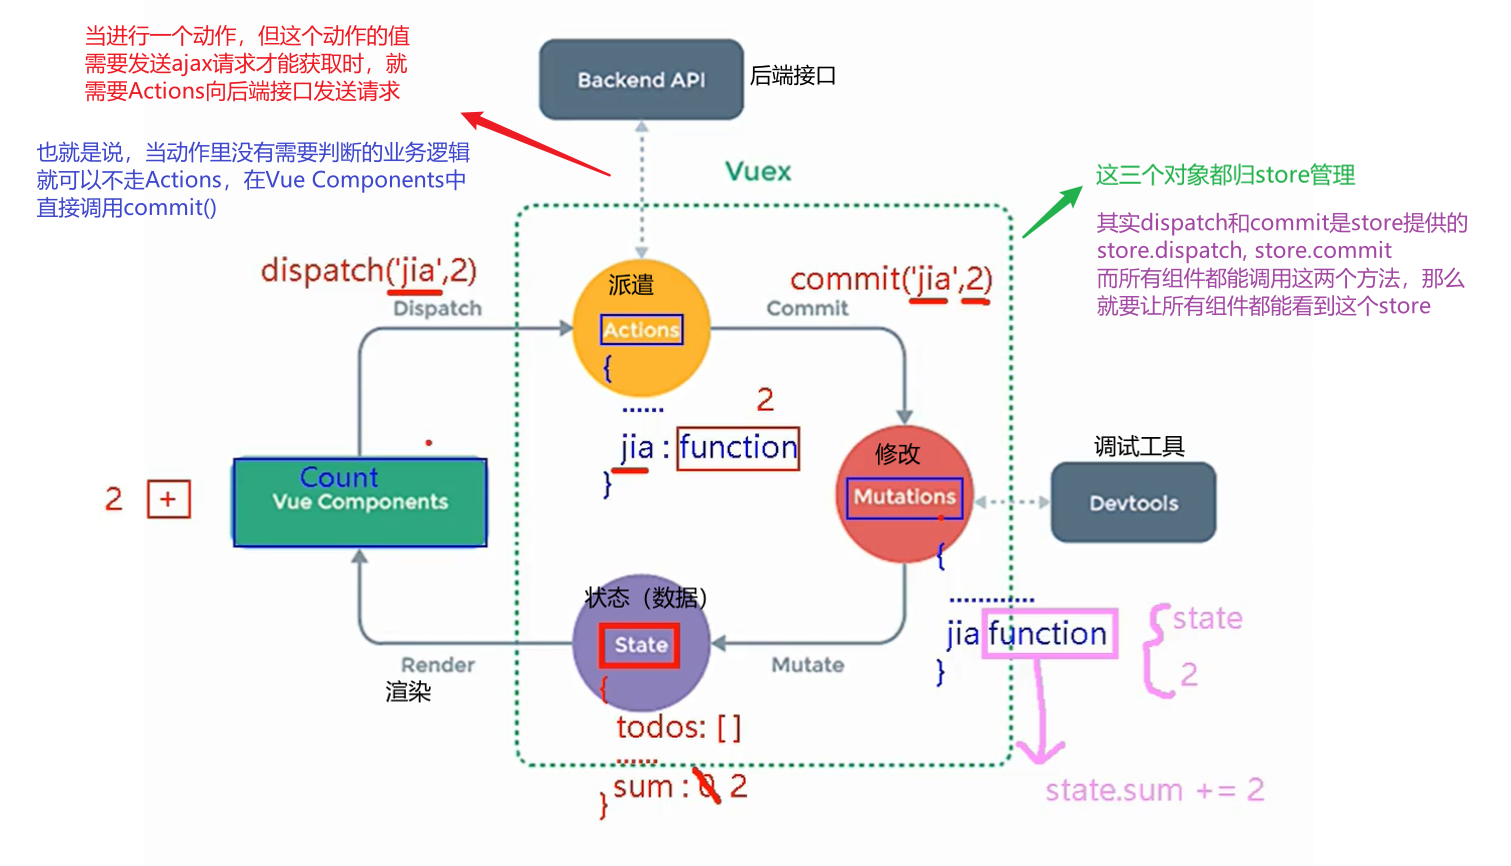 当进行一个动作，但这个动作的值
需要发送ajax请求才能获取时，就
需要Actions向后端接口发送请求
Backend API
后端接口
也就是说，当动作里没有需要判断的业务逻辑
就可以不走Actions，在Vue Components中
直接调用commit()
Vuex
这三个对象都归store管理
其实dispatch和commit是store提供的
store.dispatch, store.commit
而所有组件都能调用这两个方法，那么
就要让所有组件都能看到这个store
dispatch('jia',2)
Dispatch
派遣
Actions
{
......
jia : function
}
2
commit('jia',2)
Commit
2 +
Count
Vue Components
修改
Mutations
{
............
jia function
}
调试工具
Devtools
state
2
state.sum += 2
状态（数据）
State
{
todos: [ ]
......
sum : 0 2
}
Mutate
Render
渲染